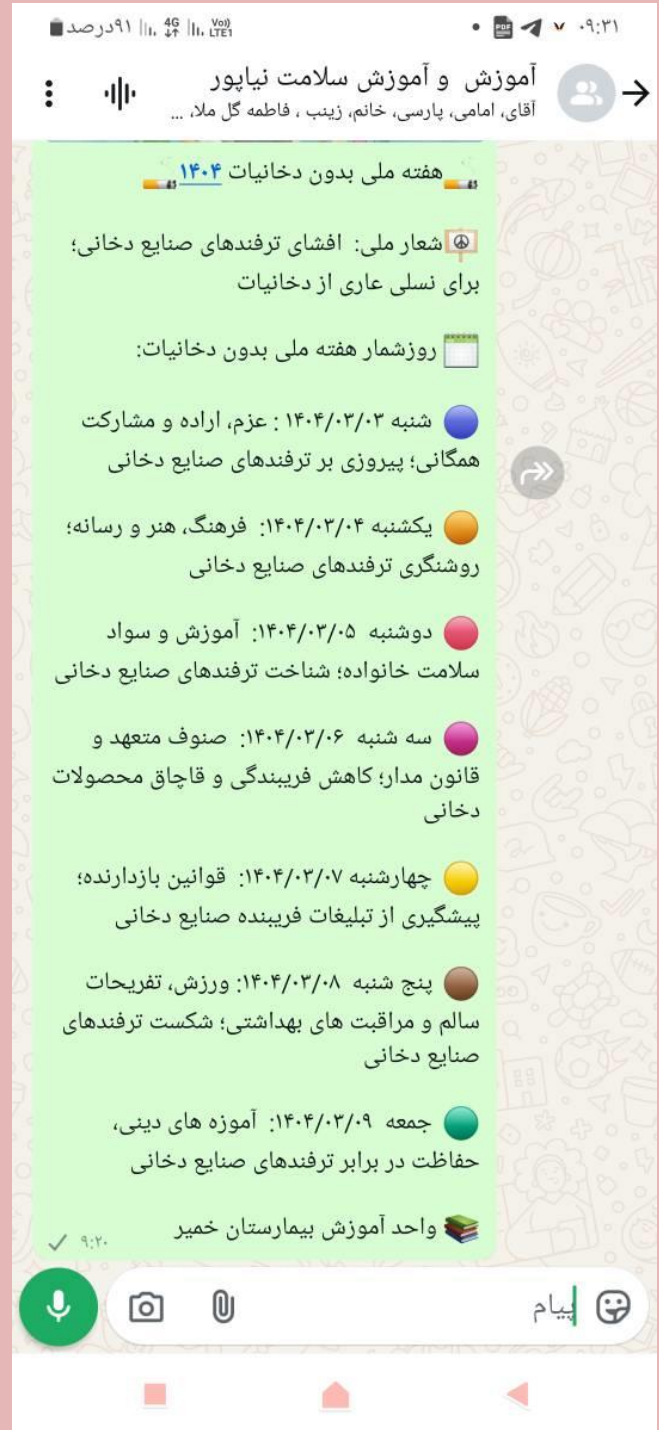 ۰۹:۳۱
PDF
Vo))
LTE1
4G
۹۱درصد
آموزش و آموزش سلامت نیاپور
آقای، امامی، پارسی، خانم، زینب ، فاطمه گل ملا، ...
هفته ملی بدون دخانیات ۱۴۰۴
شعار ملی: افشای ترفندهای صنایع دخانی؛
برای نسلی عاری از دخانیات
روزشمار هفته ملی بدون دخانیات:
شنبه ۱۴۰۴/۰۳/۰۳ : عزم، اراده و مشارکت
همگانی؛ پیروزی بر ترفندهای صنایع دخانی
یکشنبه ۱۴۰۴/۰۳/۰۴: فرهنگ، هنر و رسانه؛
روشنگری ترفندهای صنایع دخانی
دوشنبه ۱۴۰۴/۰۳/۰۵: آموزش و سواد
سلامت خانواده؛ شناخت ترفندهای صنایع دخانی
سه شنبه ۱۴۰۴/۰۳/۰۶: صنوف متعهد و
قانون مدار؛ کاهش فریبندگی و قاچاق محصولات
دخانی
چهارشنبه ۱۴۰۴/۰۳/۰۷: قوانین بازدارنده؛
پیشگیری از تبلیغات فریبنده صنایع دخانی
پنج شنبه ۱۴۰۴/۰۳/۰۸: ورزش، تفریحات
سالم و مراقبت های بهداشتی؛ شکست ترفندهای
صنایع دخانی
جمعه ۱۴۰۴/۰۳/۰۹: آموزه های دینی،
حفاظت در برابر ترفندهای صنایع دخانی
واحد آموزش بیمارستان خمیر
۹:۲۰
پیام